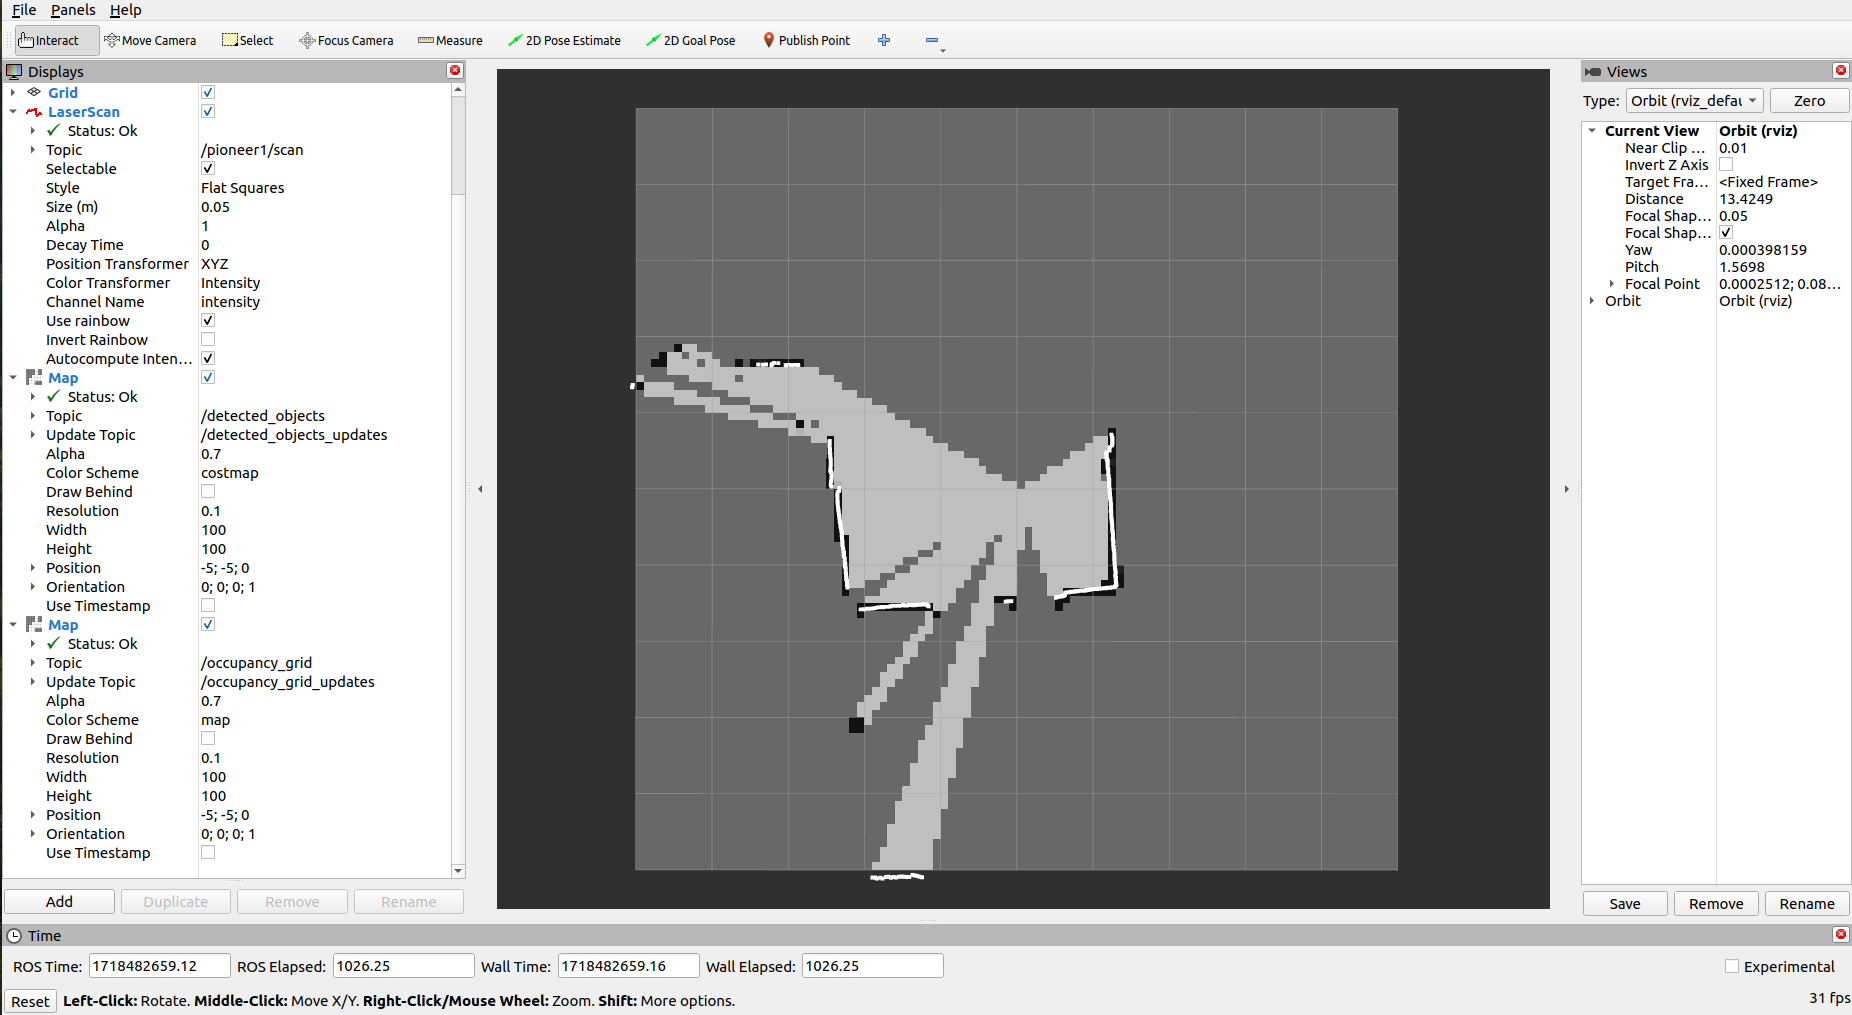 File Panels Help
Interact Move Camera Select Focus Camera Measure 2D Pose Estimate 2D Goal Pose Publish Point
Displays
Grid
LaserScan
Status: Ok
Topic /pioneer1/scan
Selectable
Style Flat Squares
Size (m) 0.05
Alpha 1
Decay Time 0
Position Transformer XYZ
Color Transformer Intensity
Channel Name intensity
Use rainbow
Invert Rainbow
Autocompute Inten...
Map
Status: Ok
Topic /detected_objects
Update Topic /detected_objects_updates
Alpha 0.7
Color Scheme costmap
Draw Behind
Resolution 0.1
Width 100
Height 100
Position -5; -5; 0
Orientation 0; 0; 0; 1
Use Timestamp
Map
Status: Ok
Topic /occupancy_grid
Update Topic /occupancy_grid_updates
Alpha 0.7
Color Scheme map
Draw Behind
Resolution 0.1
Width 100
Height 100
Position -5; -5; 0
Orientation 0; 0; 0; 1
Use Timestamp
Add Duplicate Remove Rename
Views
Type: Orbit (rviz_defau Zero
Current View Orbit (rviz)
Near Clip ... 0.01
Invert Z Axis
Target Fra... <Fixed Frame>
Distance 13.4249
Focal Shap... 0.05
Focal Shap...
Yaw 0.000398159
Pitch 1.5698
Focal Point 0.0002512; 0.08...
Orbit Orbit (rviz)
Save Remove Rename
Time
ROS Time: 1718482659.12 ROS Elapsed: 1026.25 Wall Time: 1718482659.16 Wall Elapsed: 1026.25 Experimental
Reset Left-Click: Rotate. Middle-Click: Move X/Y. Right-Click/Mouse Wheel: Zoom. Shift: More options. 31 fps